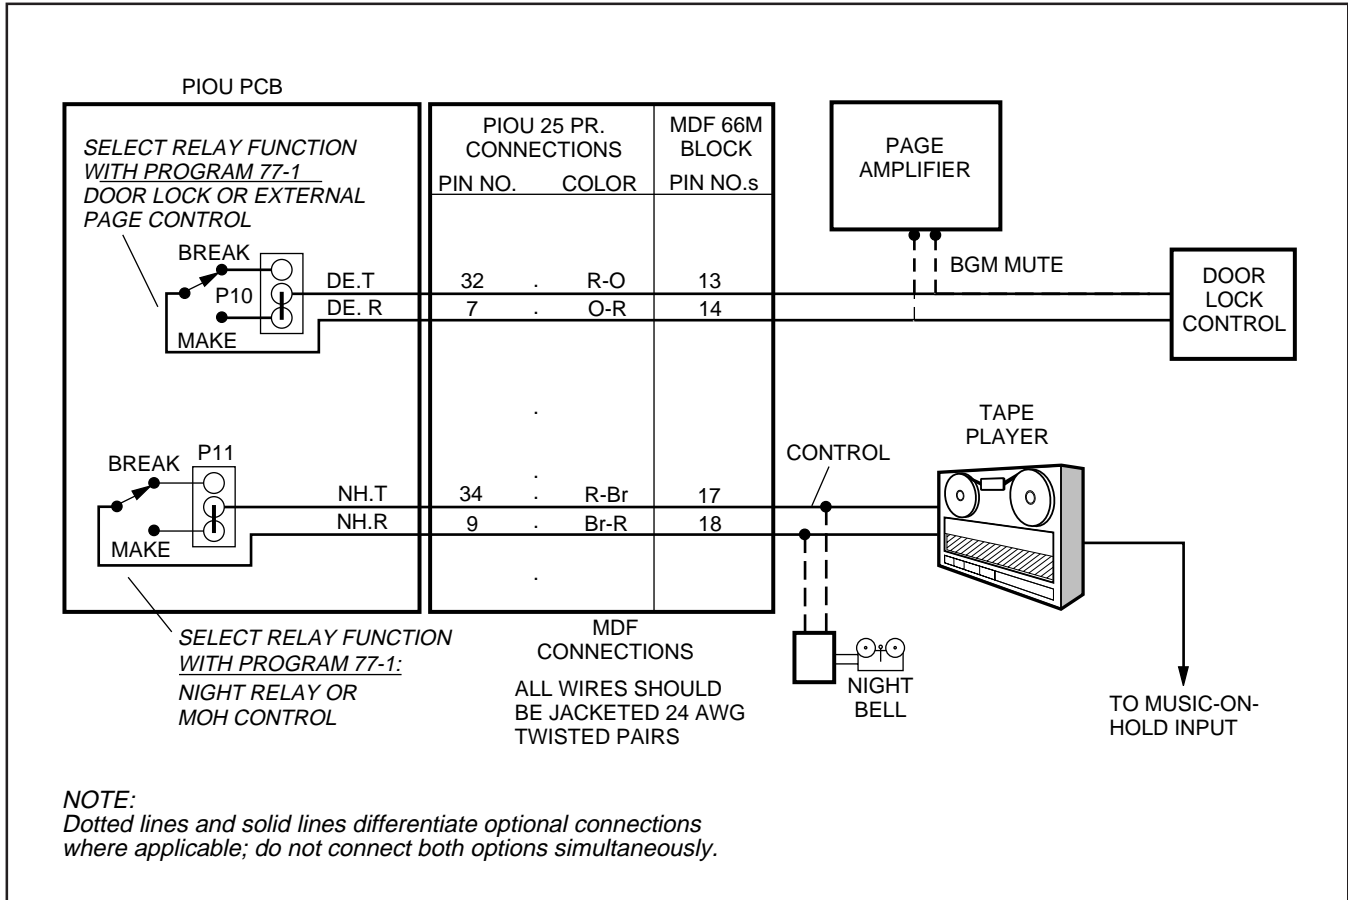 PIOU PCB
SELECT RELAY FUNCTION
WITH PROGRAM 77-1
DOOR LOCK OR EXTERNAL
PAGE CONTROL
BREAK
P10
MAKE
DE.T
DE. R
PIOU 25 PR.
CONNECTIONS
PIN NO. COLOR
MDF 66M
BLOCK
PIN NO.s
32 . R-O 13
7 . O-R 14
.
.
34 . R-Br 17
9 . Br-R 18
.
PAGE
AMPLIFIER
BGM MUTE
DOOR
LOCK
CONTROL
BREAK
P11
MAKE
NH.T
NH.R
CONTROL
TAPE
PLAYER
SELECT RELAY FUNCTION
WITH PROGRAM 77-1:
NIGHT RELAY OR
MOH CONTROL
MDF
CONNECTIONS
ALL WIRES SHOULD
BE JACKETED 24 AWG
TWISTED PAIRS
NIGHT
BELL
TO MUSIC-ON-
HOLD INPUT
NOTE:
Dotted lines and solid lines differentiate optional connections
where applicable; do not connect both options simultaneously.